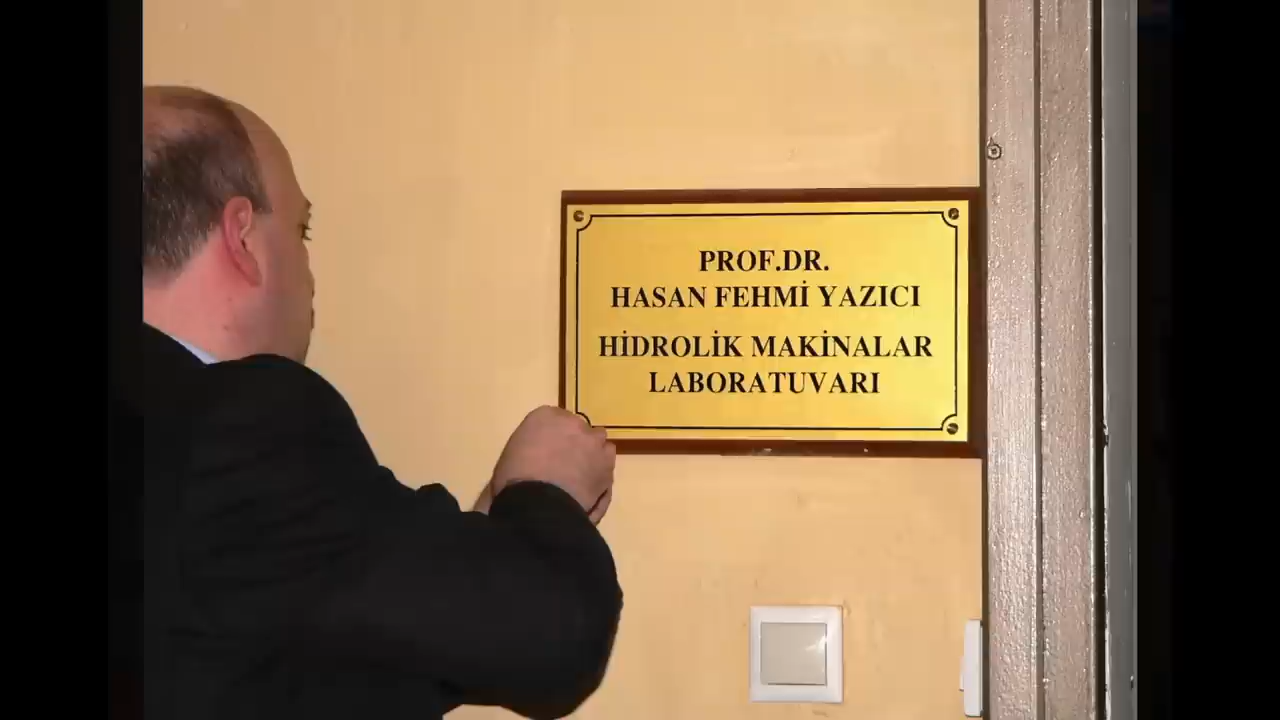 PROF.DR.
HASAN FEHMİ YAZICI
HİDROLİK MAKİNALAR
LABORATUVARI